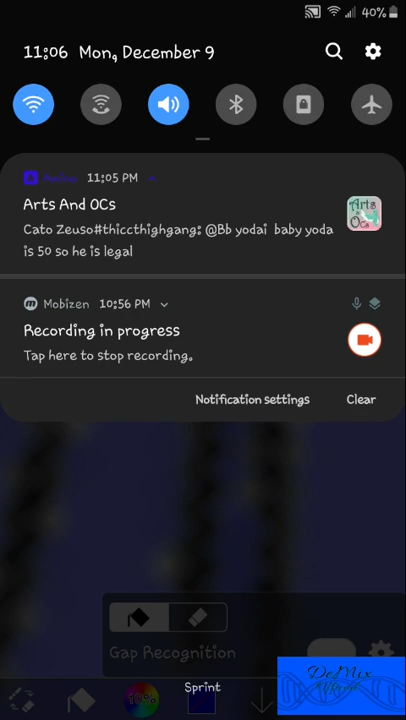 40%
11:06 Mon, December 9
Amino 11:05 PM
Arts And OCs
Cato Zeuso#thiccthighgang: @Bb yodai baby yoda
is 50 so he is legal
Arts
OCs
Mobizen 10:56 PM
Recording in progress
Tap here to stop recording.
Notification settings Clear
Gap Recognition
Sprint
DeMix